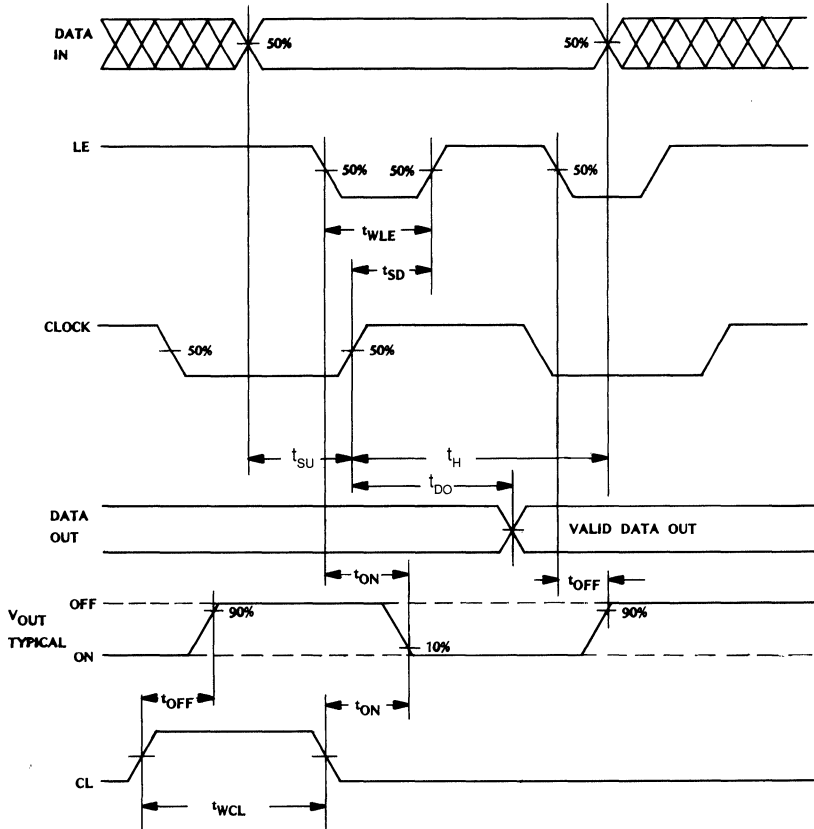 DATA IN
50%
50%
LE
50%
50%
50%
tWLE
tSD
CLOCK
50%
50%
tSU
tH
tDO
DATA OUT
VALID DATA OUT
tON
tOFF
VOUT TYPICAL
OFF
90%
90%
ON
10%
tOFF
tON
CL
tWCL